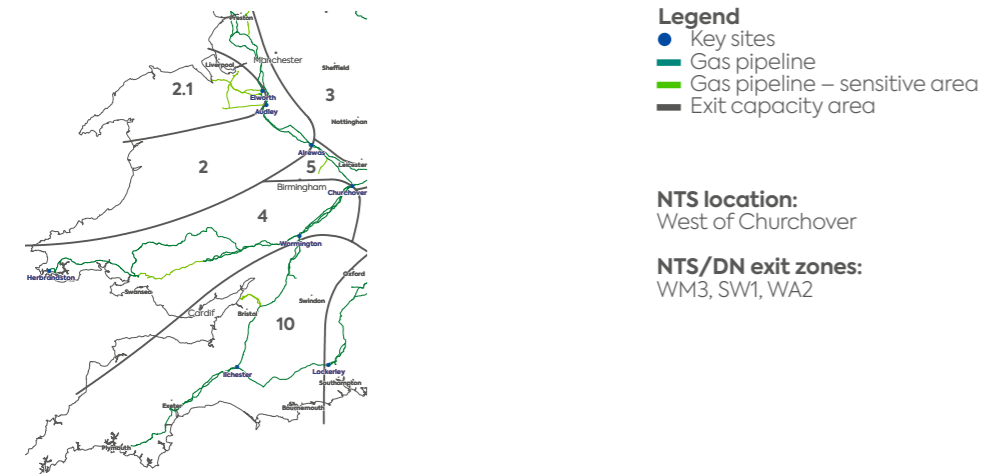 Preston
Liverpool
Manchester
Sheffield
2.1
Elworth
3
Audley
Nottingham
Alrewas
2
5
Leicester
Birmingham
Churchover
4
Wormington
Herbrandston
Swansea
Oxford
Cardif
Bristol
Swindon
10
Ilchester
Lockerley
Southampton
Exeter
Bournemouth
Plymouth
Legend
Key sites
Gas pipeline
Gas pipeline – sensitive area
Exit capacity area
NTS location:
West of Churchover
NTS/DN exit zones:
WM3, SW1, WA2